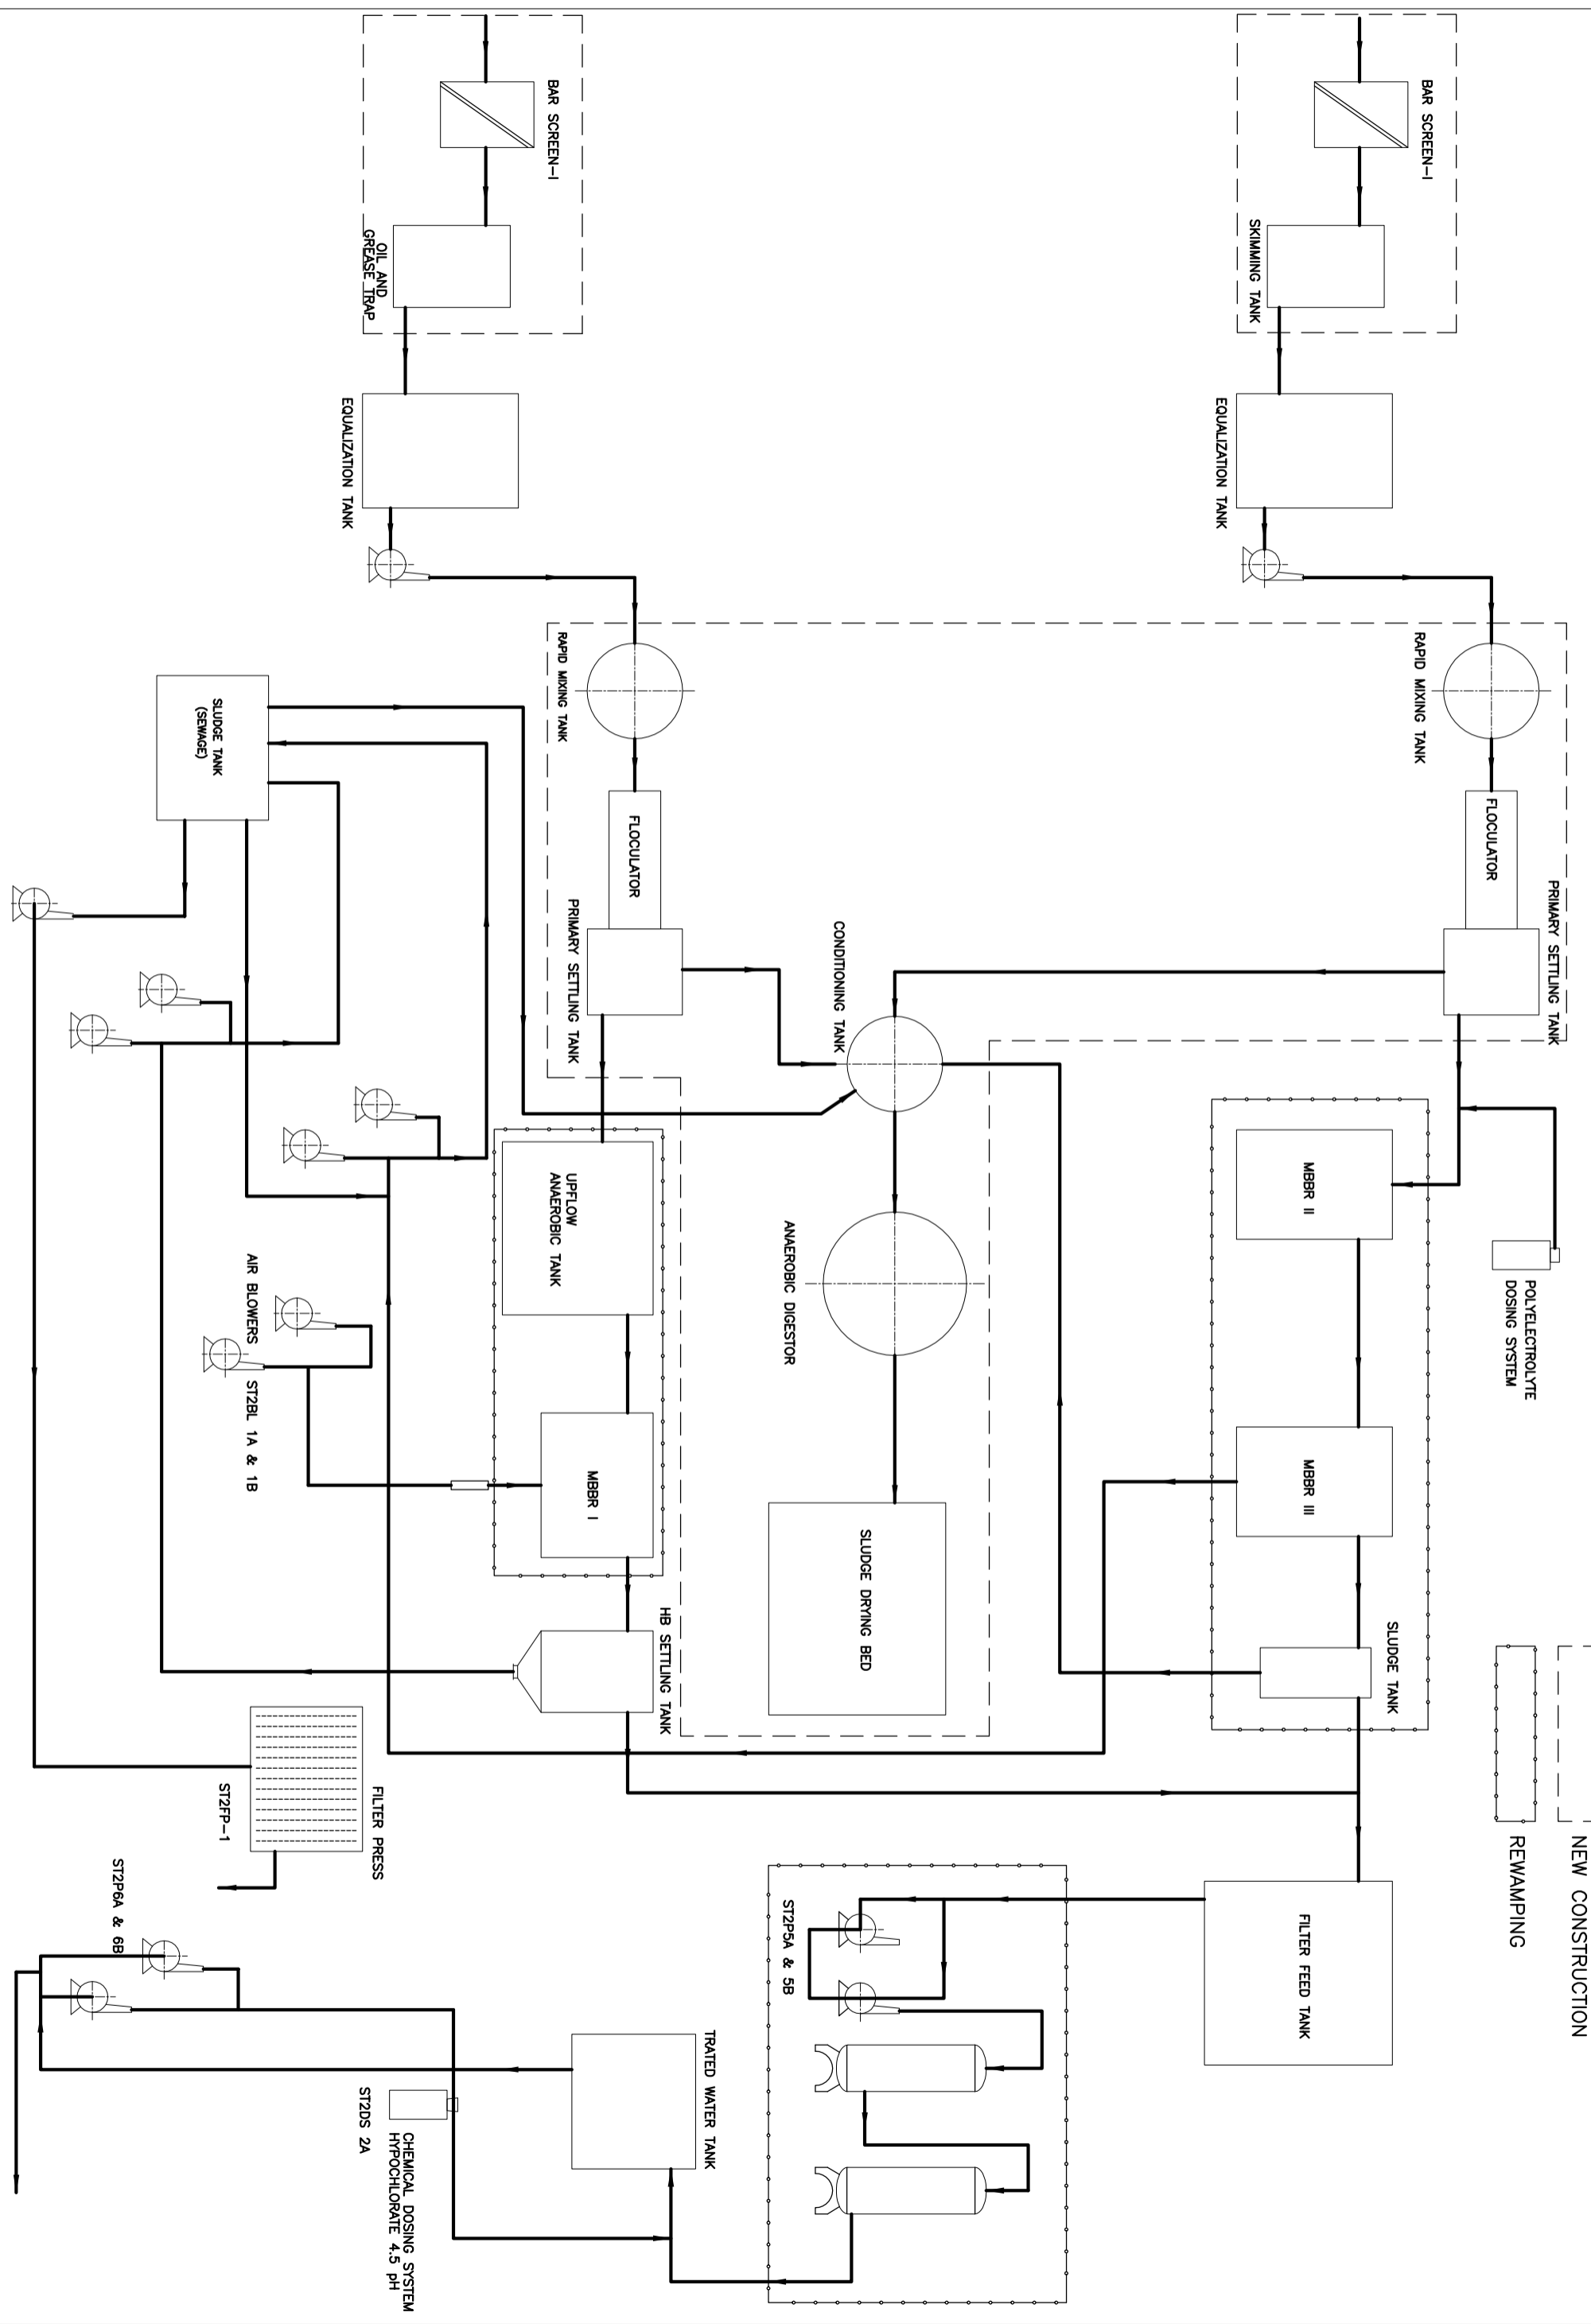 NEW CONSTRUCTION
REWAMPING
BAR SCREEN-I
SKIMMING TANK
EQUALIZATION TANK
RAPID MIXING TANK
FLOCULATOR
PRIMARY SETTLING TANK
POLYELECTROLYTE
DOSING SYSTEM
MBBR II
MBBR III
SLUDGE TANK
FILTER FEED TANK
CONDITIONING TANK
ANAEROBIC DIGESTOR
SLUDGE DRYING BED
ST2P5A & 5B
BAR SCREEN-I
OIL AND
GREASE TRAP
EQUALIZATION TANK
RAPID MIXING TANK
FLOCULATOR
PRIMARY SETTLING TANK
UPFLOW
ANAEROBIC TANK
MBBR I
HB SETTLING TANK
TRATED WATER TANK
SLUDGE TANK
(SEWAGE)
AIR BLOWERS
ST2BL 1A & 1B
FILTER PRESS
ST2FP-1
ST2P6A & 6B
CHEMICAL DOSING SYSTEM
HYPOCHLORATE 4.5 pH
ST2DS 2A